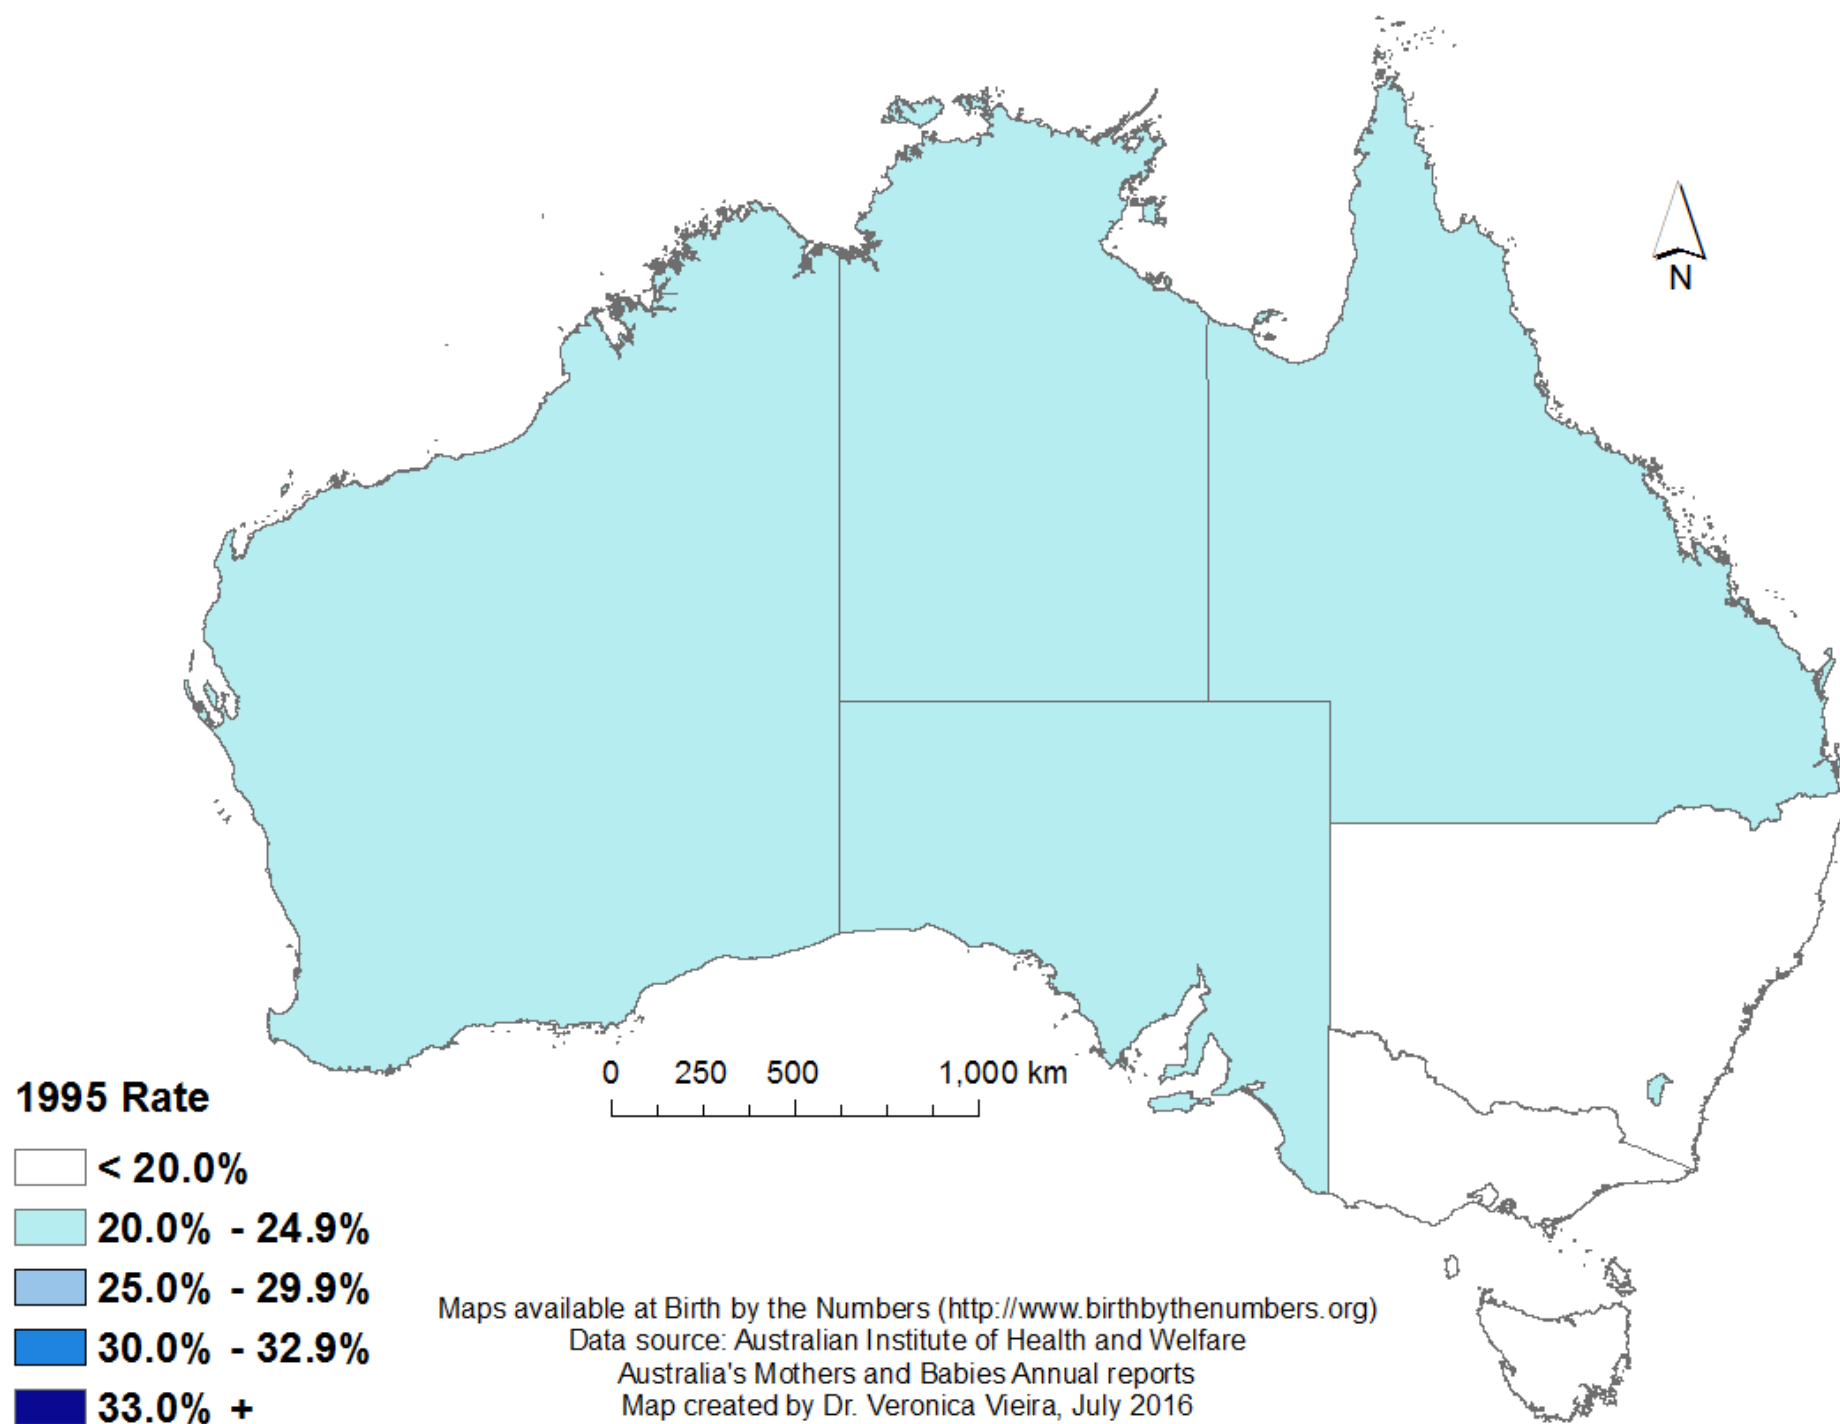 N
0 250 500 1,000 km
1995 Rate
< 20.0%
20.0% - 24.9%
25.0% - 29.9%
30.0% - 32.9%
33.0% +
Maps available at Birth by the Numbers (http://www.birthbythenumbers.org)
Data source: Australian Institute of Health and Welfare
Australia's Mothers and Babies Annual reports
Map created by Dr. Veronica Vieira, July 2016